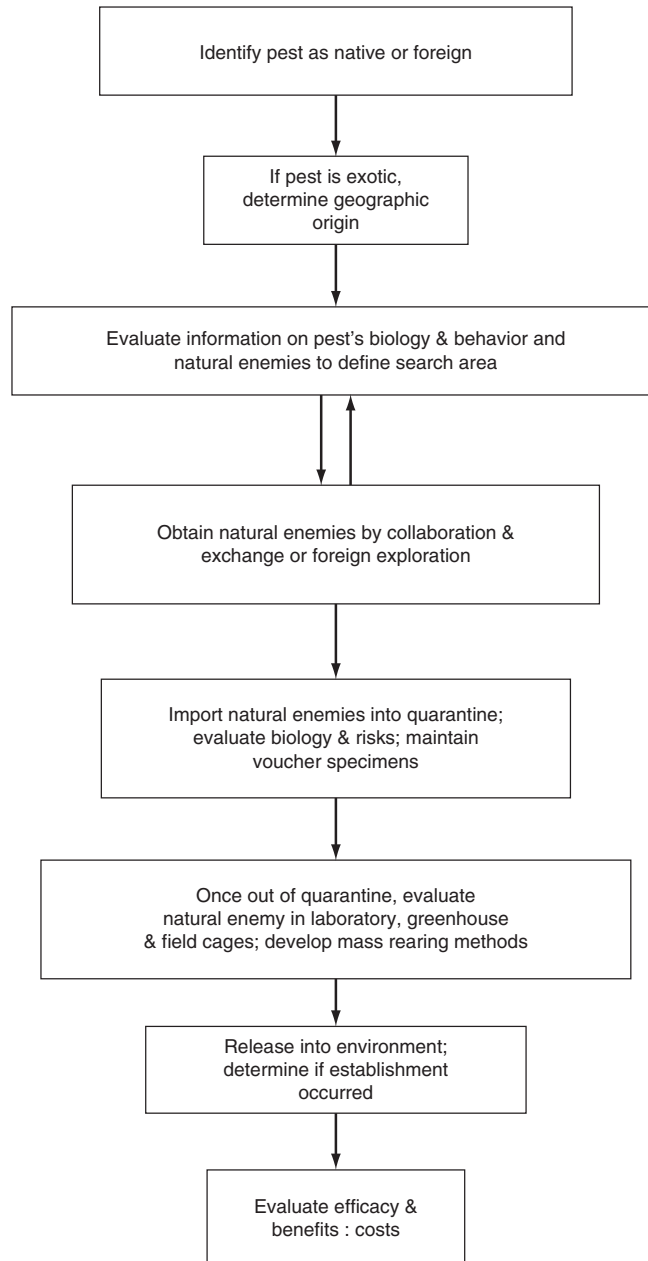 Identify pest as native or foreign
If pest is exotic,
determine geographic
origin
Evaluate information on pest’s biology & behavior and
natural enemies to define search area
Obtain natural enemies by collaboration &
exchange or foreign exploration
Import natural enemies into quarantine;
evaluate biology & risks; maintain
voucher specimens
Once out of quarantine, evaluate
natural enemy in laboratory, greenhouse
& field cages; develop mass rearing methods
Release into environment;
determine if establishment
occurred
Evaluate efficacy &
benefits : costs